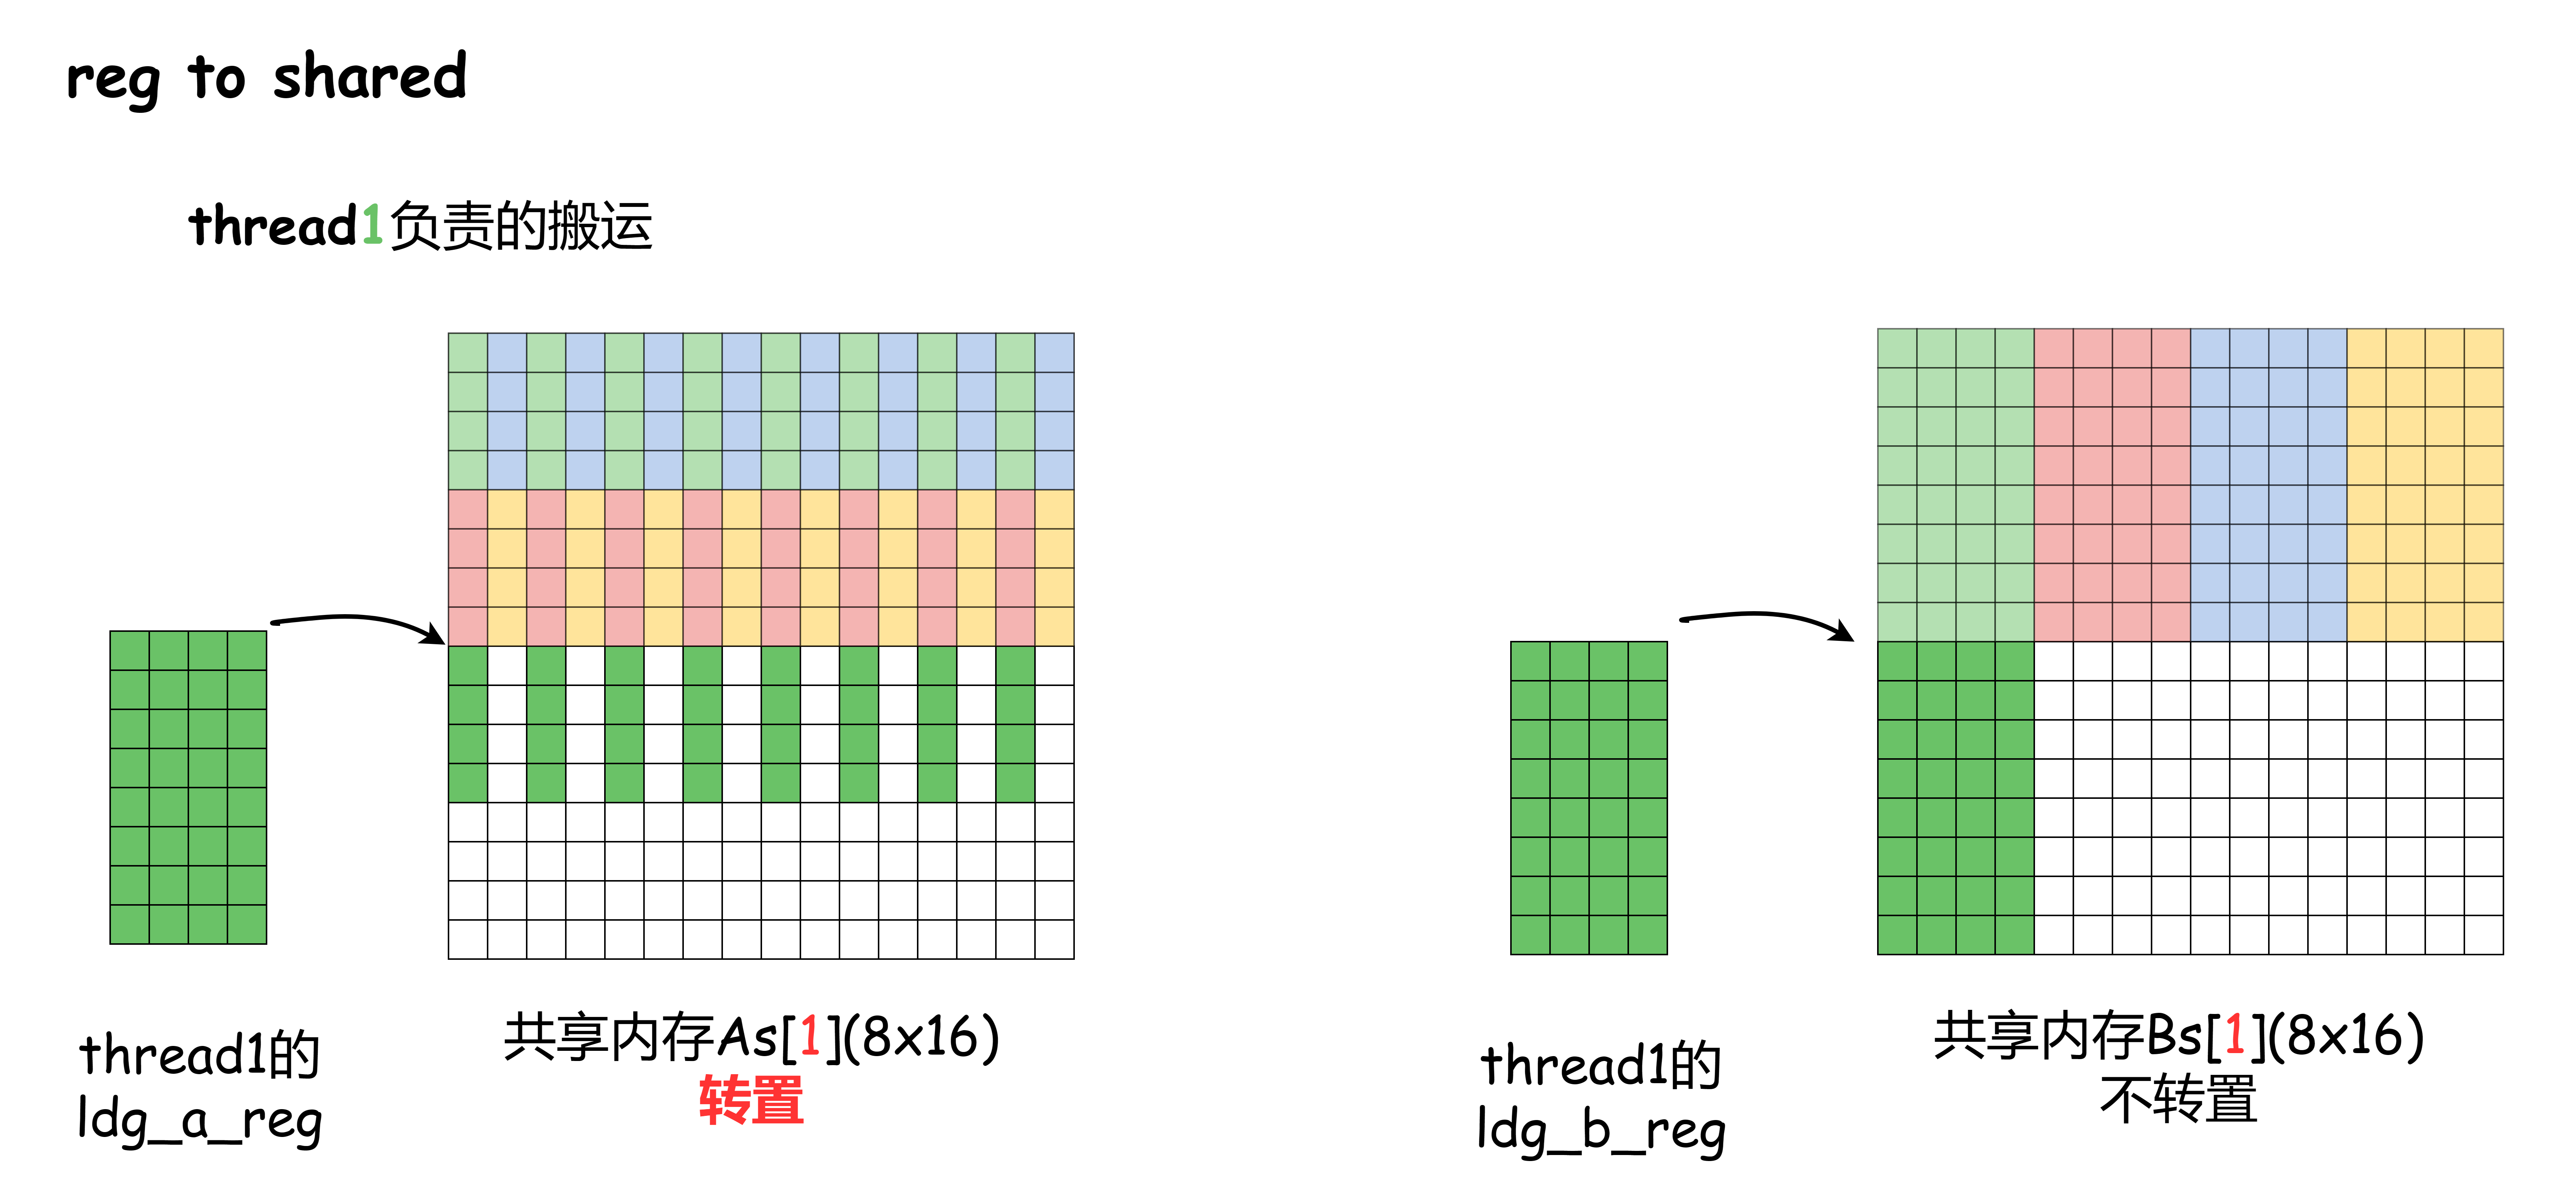 reg to shared
thread1负责的搬运
thread1的
ldg_a_reg
共享内存As[1](8x16)
转置
thread1的
ldg_b_reg
共享内存Bs[1](8x16)
不转置